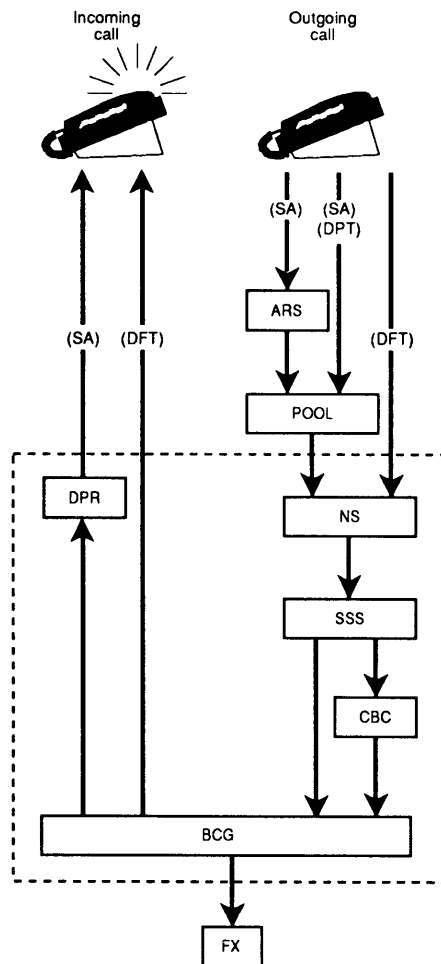 Incoming
call
Outgoing
call
(SA)
(SA)
(DPT)
ARS
(SA)
(DFT)
(DFT)
POOL
DPR
NS
SSS
CBC
BCG
FX